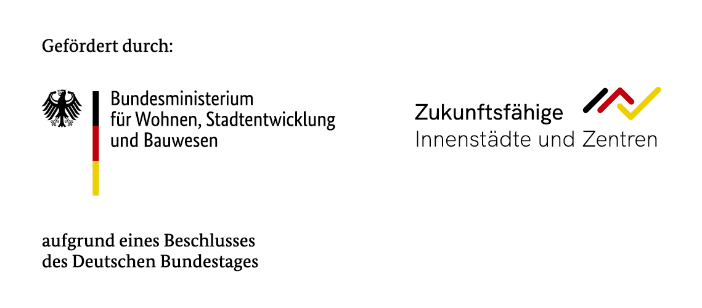 Gefördert durch:
Bundesministerium
für Wohnen, Stadtentwicklung
und Bauwesen
Zukunftsfähige
Innenstädte und Zentren
aufgrund eines Beschlusses
des Deutschen Bundestages